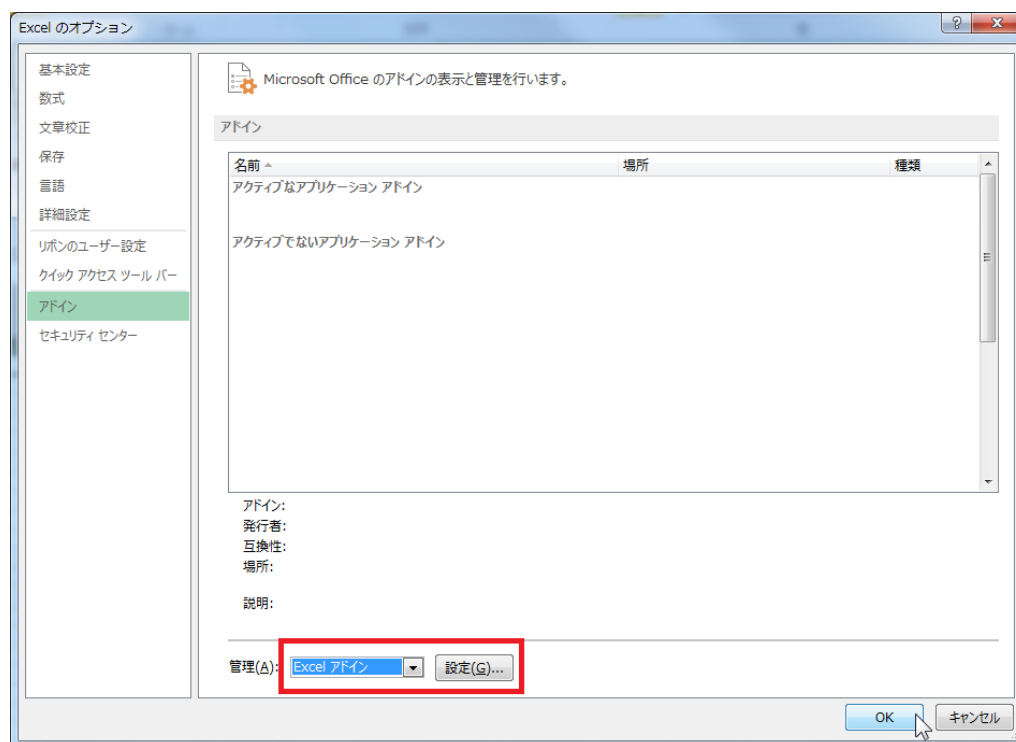 Excel のオプション
基本設定
数式
文章校正
保存
言語
詳細設定
リボンのユーザー設定
クイック アクセス ツール バー
アドイン
セキュリティ センター
Microsoft Office のアドインの表示と管理を行います。
アドイン
名前 場所 種類
アクティブなアプリケーション アドイン
アクティブでないアプリケーション アドイン
アドイン:
発行者:
互換性:
場所:
説明:
管理(A): Excel アドイン 設定(G)...
OK キャンセル